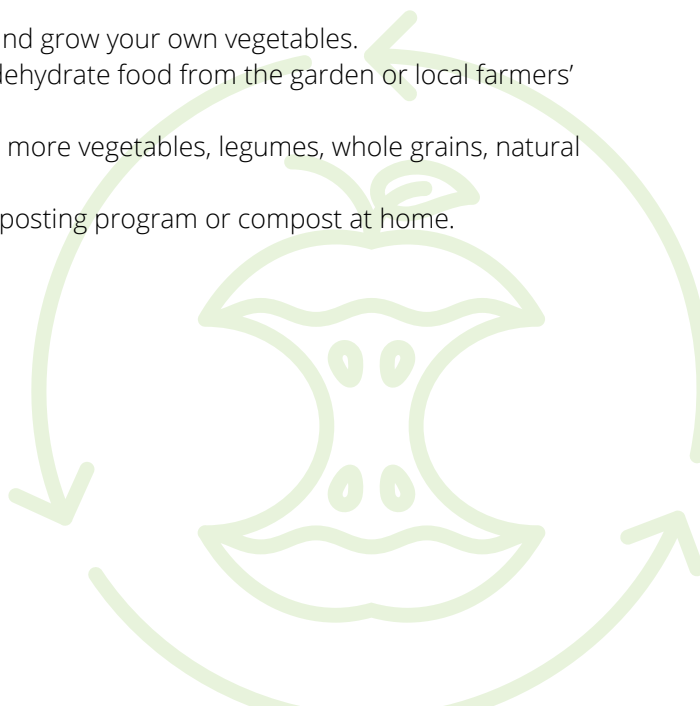 nd grow your own vegetables.
dehydrate food from the garden or local farmers’
more vegetables, legumes, whole grains, natural
posting program or compost at home.